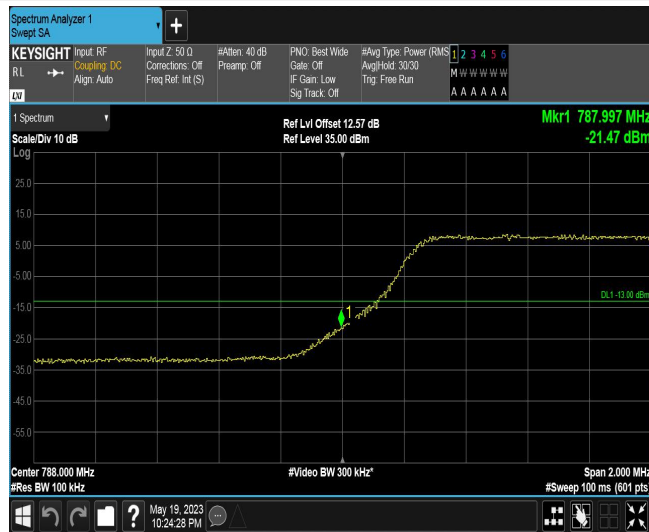 Spectrum Analyzer 1
Swept SA
+
KEYSIGHT Input: RF Input Z: 50 Ω #Atten: 40 dB PNO: Best Wide #Avg Type: Power (RMS 1 2 3 4 5 6
RL Coupling: DC Corrections: Off Preamp: Off Gate: Off Avg|Hold: 30/30 M W W W W W
Align: Auto Freq Ref: Int (S) IF Gain: Low Trig: Free Run
LXI Sig Track: Off A A A A A A
1 Spectrum Ref Lvl Offset 12.57 dB Mkr1 787.997 MHz
Scale/Div 10 dB Ref Level 35.00 dBm -21.47 dBm
Log
25.0
15.0
5.00
-5.00
DL1 -13.00 dBm
-15.0 1
-25.0
-35.0
-45.0
-55.0
Center 788.000 MHz #Video BW 300 kHz* Span 2.000 MHz
#Res BW 100 kHz #Sweep 100 ms (601 pts
? May 19, 2023
10:24:28 PM